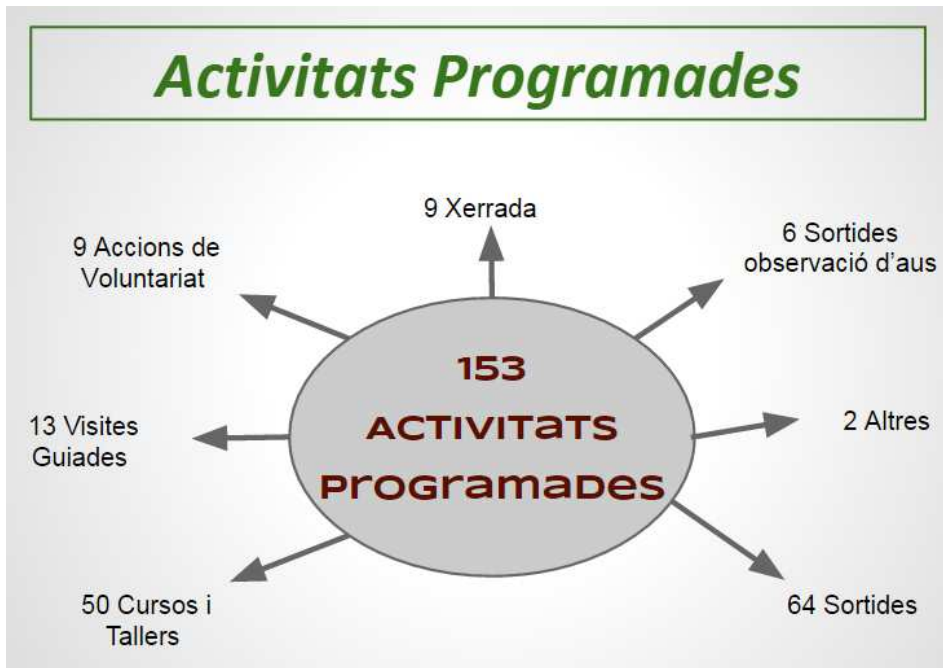 Activitats Programades
9 Xerrada
9 Accions de
Voluntariat
6 Sortides
observació d'aus
153
Activitats
Programades
13 Visites
Guiades
2 Altres
50 Cursos i
Tallers
64 Sortides